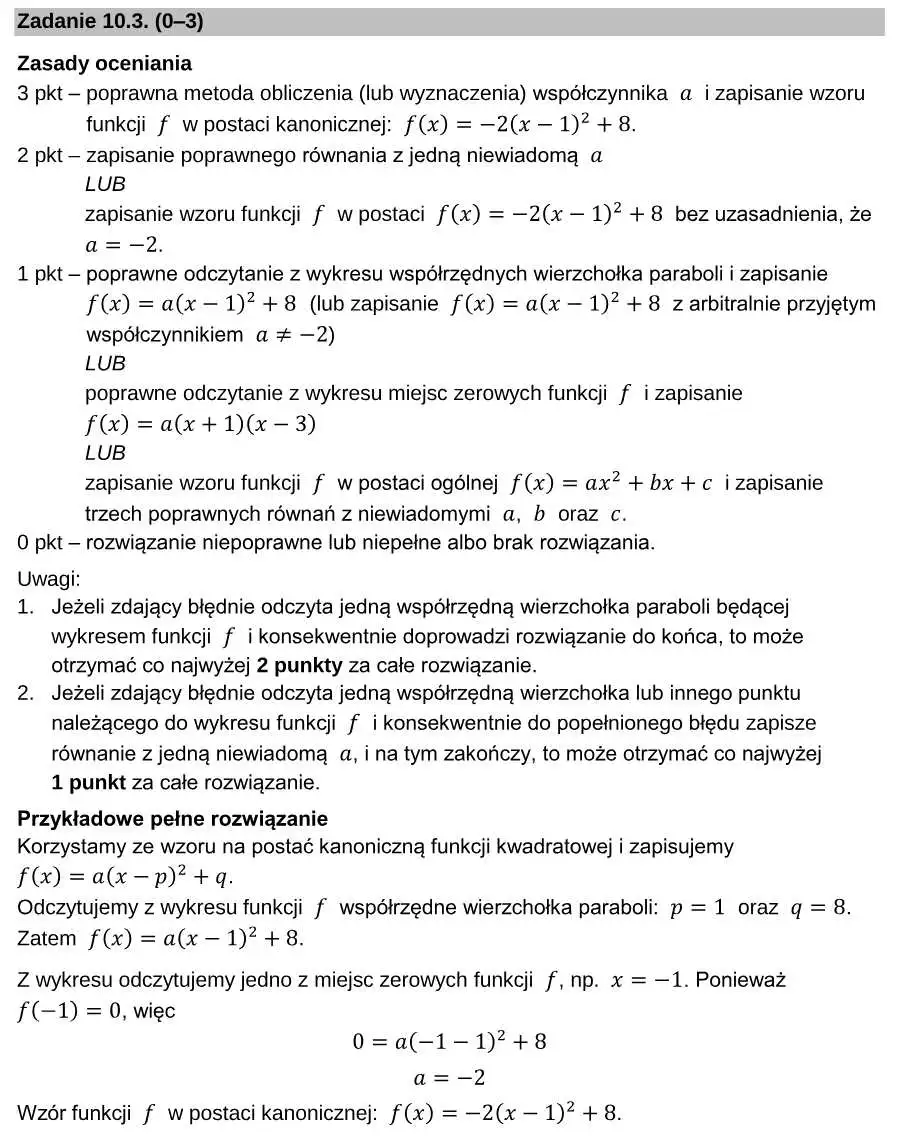 Zadanie 10.3. (0–3)
Zasady oceniania
3 pkt – poprawna metoda obliczenia (lub wyznaczenia) współczynnika a i zapisanie wzoru
funkcji f w postaci kanonicznej: f(x) = −2(x − 1)² + 8.
2 pkt – zapisanie poprawnego równania z jedną niewiadomą a
LUB
zapisanie wzoru funkcji f w postaci f(x) = −2(x − 1)² + 8 bez uzasadnienia, że
a = −2.
1 pkt – poprawne odczytanie z wykresu współrzędnych wierzchołka paraboli i zapisanie
f(x) = a(x − 1)² + 8 (lub zapisanie f(x) = a(x − 1)² + 8 z arbitralnie przyjętym
współczynnikiem a ≠ −2)
LUB
poprawne odczytanie z wykresu miejsc zerowych funkcji f i zapisanie
f(x) = a(x + 1)(x − 3)
LUB
zapisanie wzoru funkcji f w postaci ogólnej f(x) = ax² + bx + c i zapisanie
trzech poprawnych równań z niewiadomymi a, b oraz c.
0 pkt – rozwiązanie niepoprawne lub niepełne albo brak rozwiązania.
Uwagi:
1. Jeżeli zdający błędnie odczyta jedną współrzędną wierzchołka paraboli będącej
wykresem funkcji f i konsekwentnie doprowadzi rozwiązanie do końca, to może
otrzymać co najwyżej 2 punkty za całe rozwiązanie.
2. Jeżeli zdający błędnie odczyta jedną współrzędną wierzchołka lub innego punktu
należącego do wykresu funkcji f i konsekwentnie do popełnionego błędu zapisze
równanie z jedną niewiadomą a, i na tym zakończy, to może otrzymać co najwyżej
1 punkt za całe rozwiązanie.
Przykładowe pełne rozwiązanie
Korzystamy ze wzoru na postać kanoniczną funkcji kwadratowej i zapisujemy
f(x) = a(x − p)² + q.
Odczytujemy z wykresu funkcji f współrzędne wierzchołka paraboli: p = 1 oraz q = 8.
Zatem f(x) = a(x − 1)² + 8.
Z wykresu odczytujemy jedno z miejsc zerowych funkcji f, np. x = −1. Ponieważ
f(−1) = 0, więc
0 = a(−1 − 1)² + 8
a = −2
Wzór funkcji f w postaci kanonicznej: f(x) = −2(x − 1)² + 8.